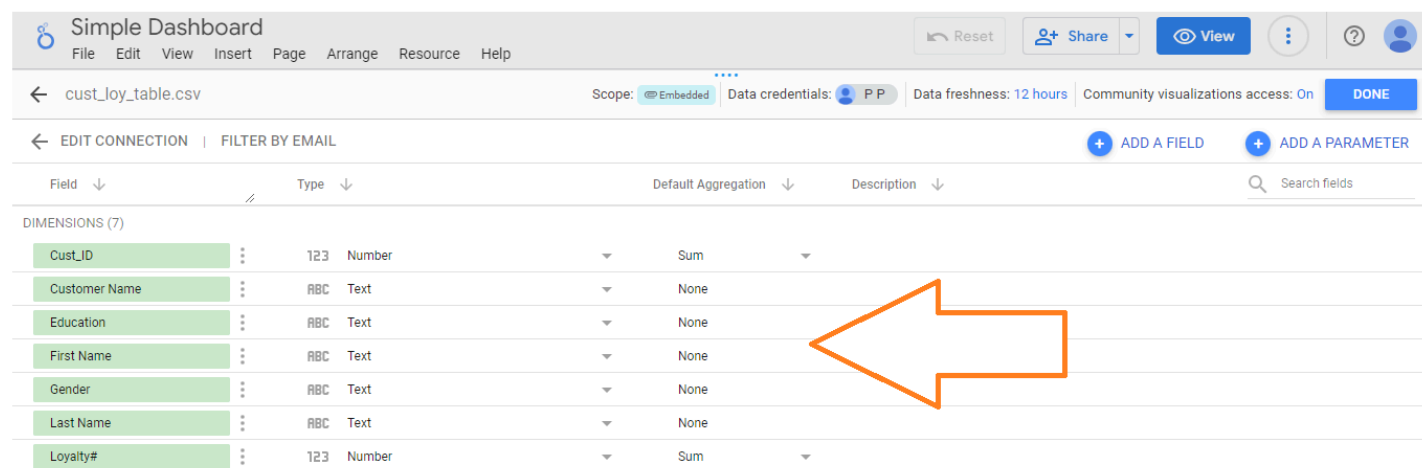 Simple Dashboard
File Edit View Insert Page Arrange Resource Help
Reset Share View
cust_loy_table.csv Scope: Embedded Data credentials: P P Data freshness: 12 hours Community visualizations access: On DONE
EDIT CONNECTION | FILTER BY EMAIL + ADD A FIELD + ADD A PARAMETER
Field Type Default Aggregation Description Search fields
DIMENSIONS (7)
Cust_ID 123 Number Sum
Customer Name ABC Text None
Education ABC Text None
First Name ABC Text None
Gender ABC Text None
Last Name ABC Text None
Loyalty# 123 Number Sum